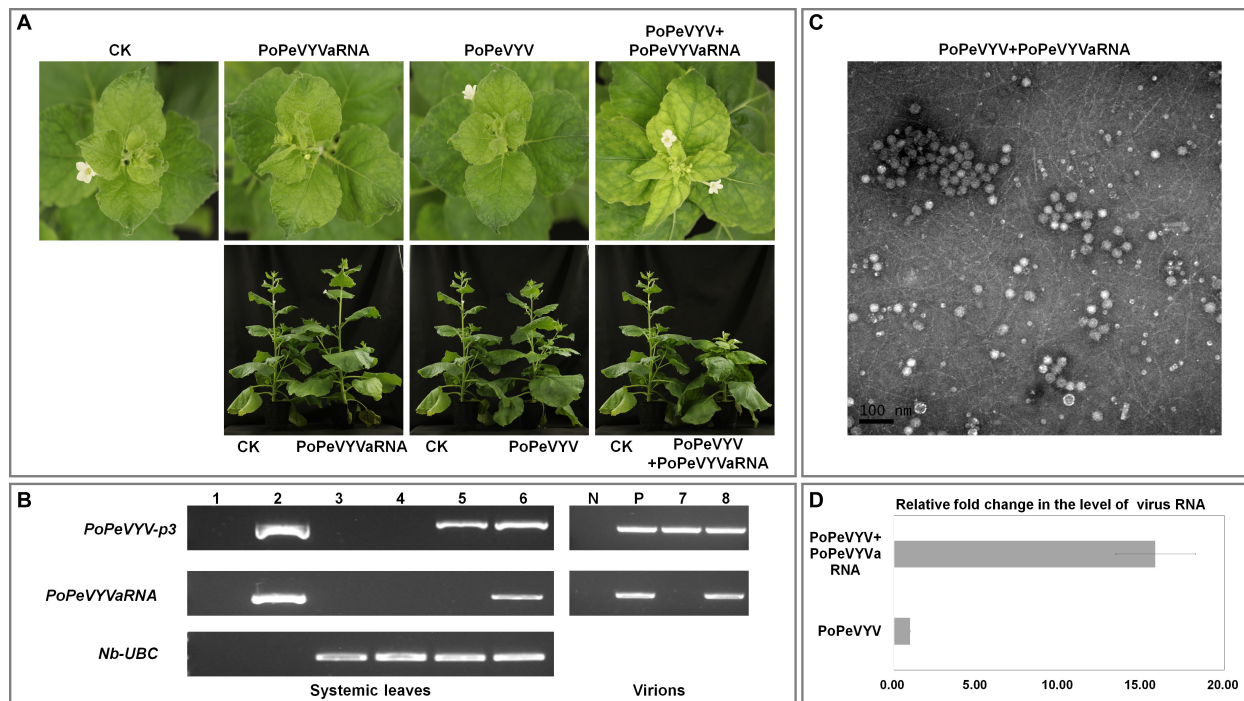 A
CK
PoPeVYVaRNA
PoPeVYV
PoPeVYV+
PoPeVYVaRNA
CK
PoPeVYVaRNA
CK
PoPeVYV
CK
PoPeVYV
+PoPeVYVaRNA
C
PoPeVYV+PoPeVYVaRNA
100 nm
B
1 2 3 4 5 6 N P 7 8
PoPeVYV-p3
PoPeVYVaRNA
Nb-UBC
Systemic leaves
Virions
D
Relative fold change in the level of virus RNA
PoPeVYV+
PoPeVYVa
RNA
PoPeVYV
0.00 5.00 10.00 15.00 20.00